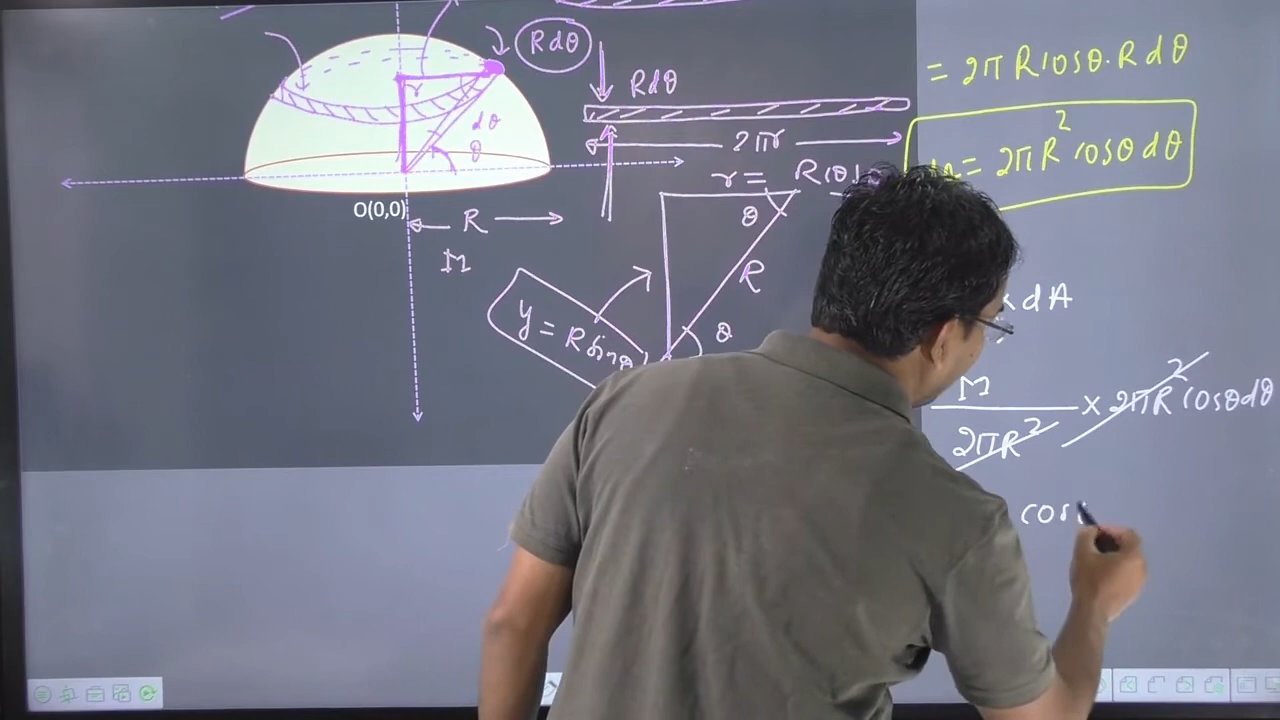 Rdθ
r
dθ
θ
O(0,0)
R
M
Rdθ
2πr
r =
θ
R
θ
y = R sinθ
= 2πR cosθ. R dθ
= 2πR² cosθ dθ
dA
M
2πR²
× 2πR² cosθ dθ
cos